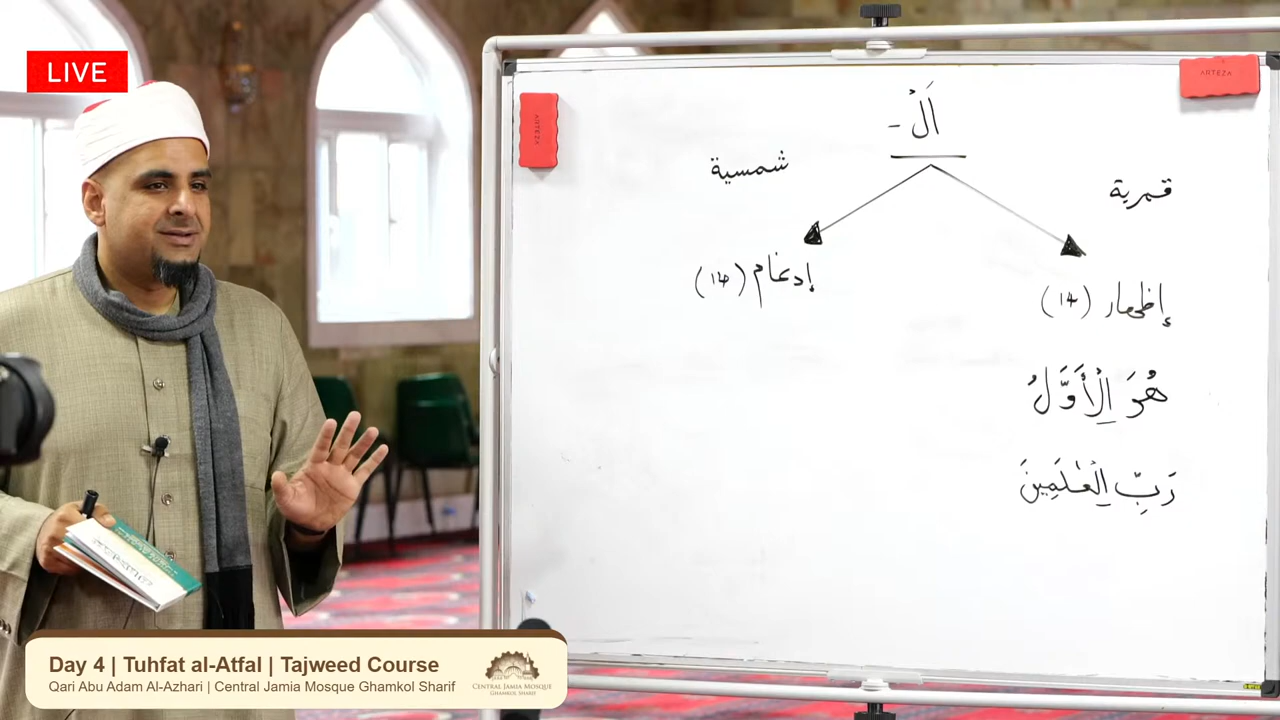 LIVE
ARTEZA
ARTEZA
اَلْ -
قمرية
شمسية
إظهار (١٤)
إدغام (١٤)
هُوَ الْأَوَّلُ
رَبِّ الْعَٰلَمِينَ
Day 4 | Tuhfat al-Atfal | Tajweed Course
Qari Abu Adam Al-Azhari | Central Jamia Mosque Ghamkol Sharif
CENTRAL JAMIA MOSQUE
GHAMKOL SHARIF